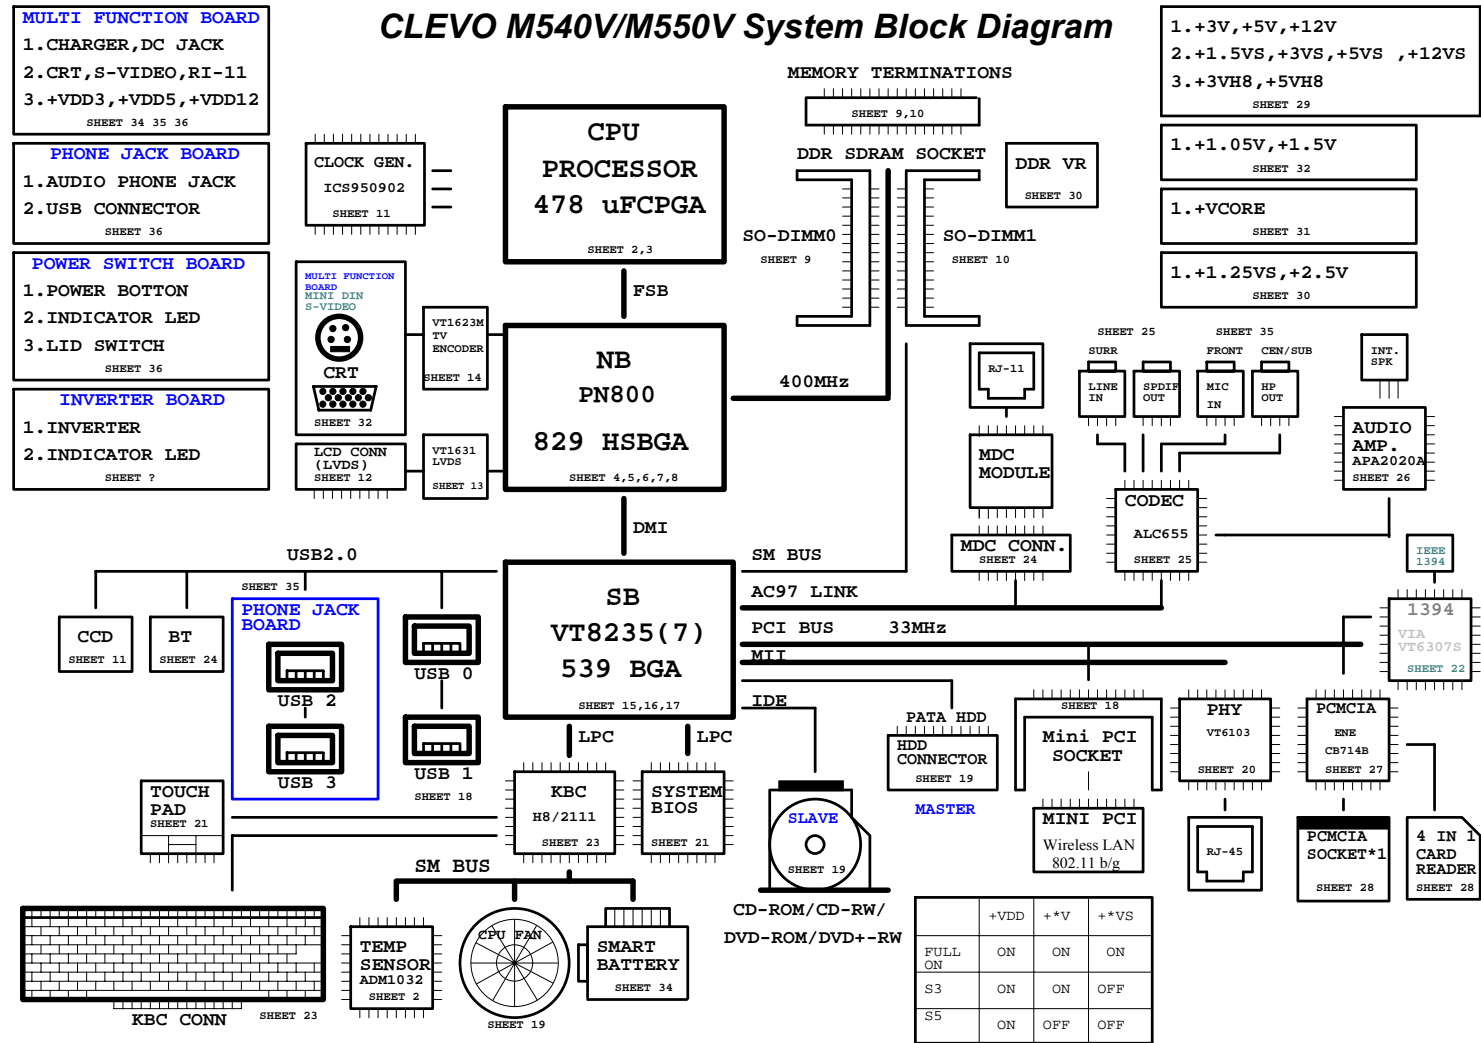 CLEVO M540V/M550V System Block Diagram
MULTI FUNCTION BOARD
1.CHARGER,DC JACK
2.CRT,S-VIDEO,RI-11
3.+VDD3,+VDD5,+VDD12
SHEET 34 35 36
PHONE JACK BOARD
1.AUDIO PHONE JACK
2.USB CONNECTOR
SHEET 36
POWER SWITCH BOARD
1.POWER BOTTON
2.INDICATOR LED
3.LID SWITCH
SHEET 36
INVERTER BOARD
1.INVERTER
2.INDICATOR LED
SHEET ?
CLOCK GEN.
ICS950902
SHEET 11
CPU
PROCESSOR
478 uFCPGA
SHEET 2,3
MEMORY TERMINATIONS
SHEET 9,10
DDR SDRAM SOCKET
SO-DIMM0
SHEET 9
SO-DIMM1
SHEET 10
DDR VR
SHEET 30
1.+3V,+5V,+12V
2.+1.5VS,+3VS,+5VS ,+12VS
3.+3VH8,+5VH8
SHEET 29
1.+1.05V,+1.5V
SHEET 32
1.+VCORE
SHEET 31
1.+1.25VS,+2.5V
SHEET 30
FSB
MULTI FUNCTION
BOARD
MINI DIN
S-VIDEO
CRT
SHEET 32
VT1623M
TV
ENCODER
SHEET 14
LCD CONN
(LVDS)
SHEET 12
VT1631
LVDS
SHEET 13
NB
PN800
829 HSBGA
SHEET 4,5,6,7,8
400MHz
DMI
RJ-11
MDC
MODULE
MDC CONN.
SHEET 24
SHEET 25
SHEET 35
SURR
FRONT
CEN/SUB
LINE
IN
SPDIF
OUT
MIC
IN
HP
OUT
INT.
SPK
AUDIO
AMP.
APA2020A
SHEET 26
CODEC
ALC655
SHEET 25
IEEE
1394
1394
VIA
VT6307S
SHEET 22
USB2.0
SHEET 35
CCD
SHEET 11
BT
SHEET 24
PHONE JACK
BOARD
USB 2
USB 3
USB 0
USB 1
SHEET 18
SB
VT8235(7)
539 BGA
SHEET 15,16,17
SM BUS
AC97 LINK
PCI BUS 33MHz
MII
IDE
LPC
LPC
PATA HDD
HDD
CONNECTOR
SHEET 19
MASTER
SHEET 18
Mini PCI
SOCKET
MINI PCI
Wireless LAN
802.11 b/g
PHY
VT6103
SHEET 20
RJ-45
PCMCIA
ENE
CB714B
SHEET 27
PCMCIA
SOCKET*1
SHEET 28
4 IN 1
CARD
READER
SHEET 28
TOUCH
PAD
SHEET 21
KBC
H8/2111
SHEET 23
SYSTEM
BIOS
SHEET 21
SLAVE
SHEET 19
CD-ROM/CD-RW/
DVD-ROM/DVD+-RW
SM BUS
KBC CONN
SHEET 23
TEMP
SENSOR
ADM1032
SHEET 2
CPU FAN
SHEET 19
SMART
BATTERY
SHEET 34
+VDD +*V +*VS
FULL ON ON ON ON
S3 ON ON OFF
S5 ON OFF OFF